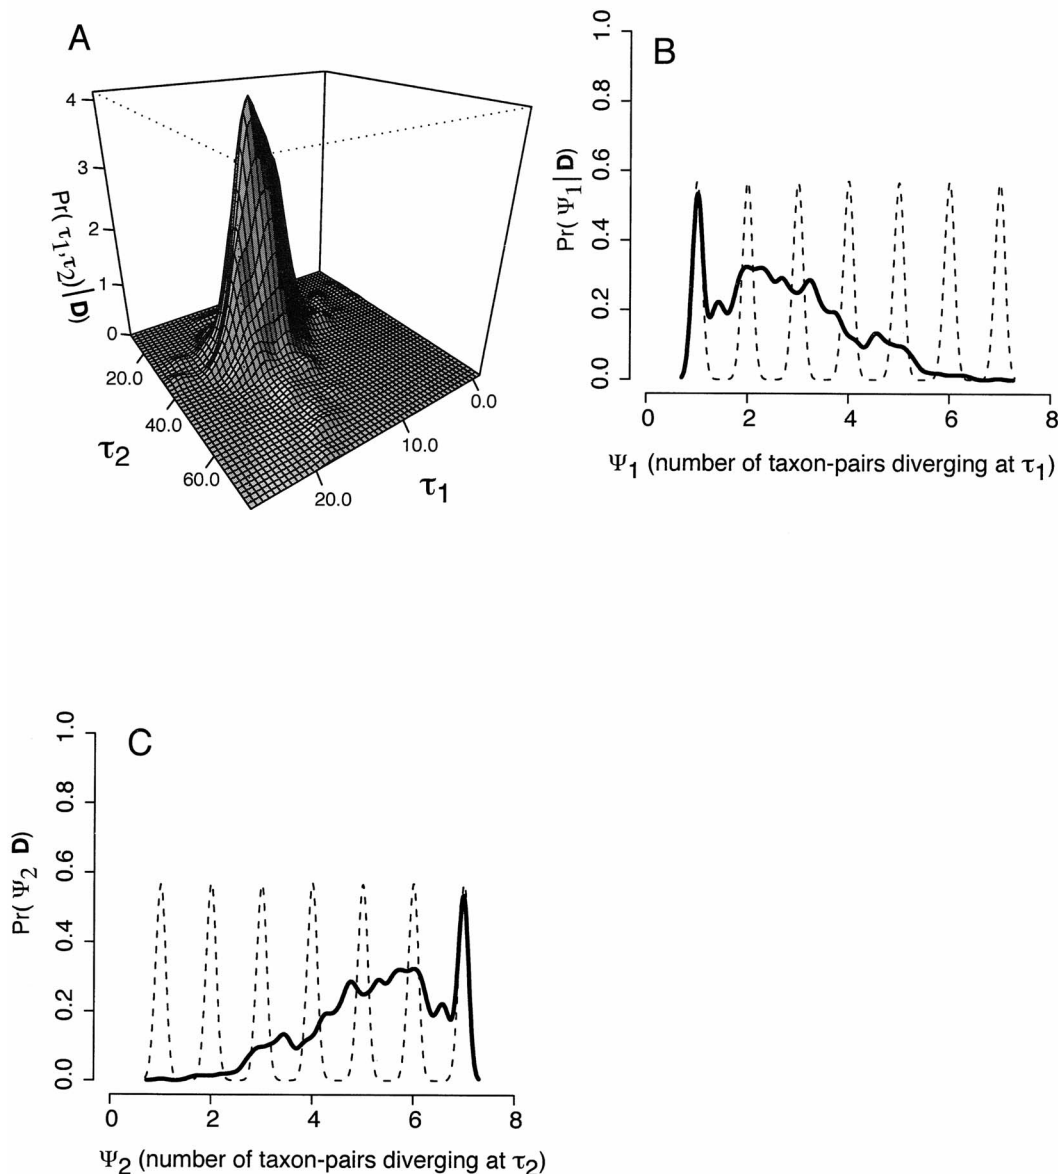 A
4
3
2
1
0
Pr(τ1,τ2)|D)
20.0
40.0
60.0
τ2
0.0
10.0
20.0
τ1
B
1.0
0.8
0.6
0.4
0.2
0.0
Pr(Ψ1|D)
0 2 4 6 8
Ψ1 (number of taxon-pairs diverging at τ1)
C
1.0
0.8
0.6
0.4
0.2
0.0
Pr(Ψ2 D)
0 2 4 6 8
Ψ2 (number of taxon-pairs diverging at τ2)